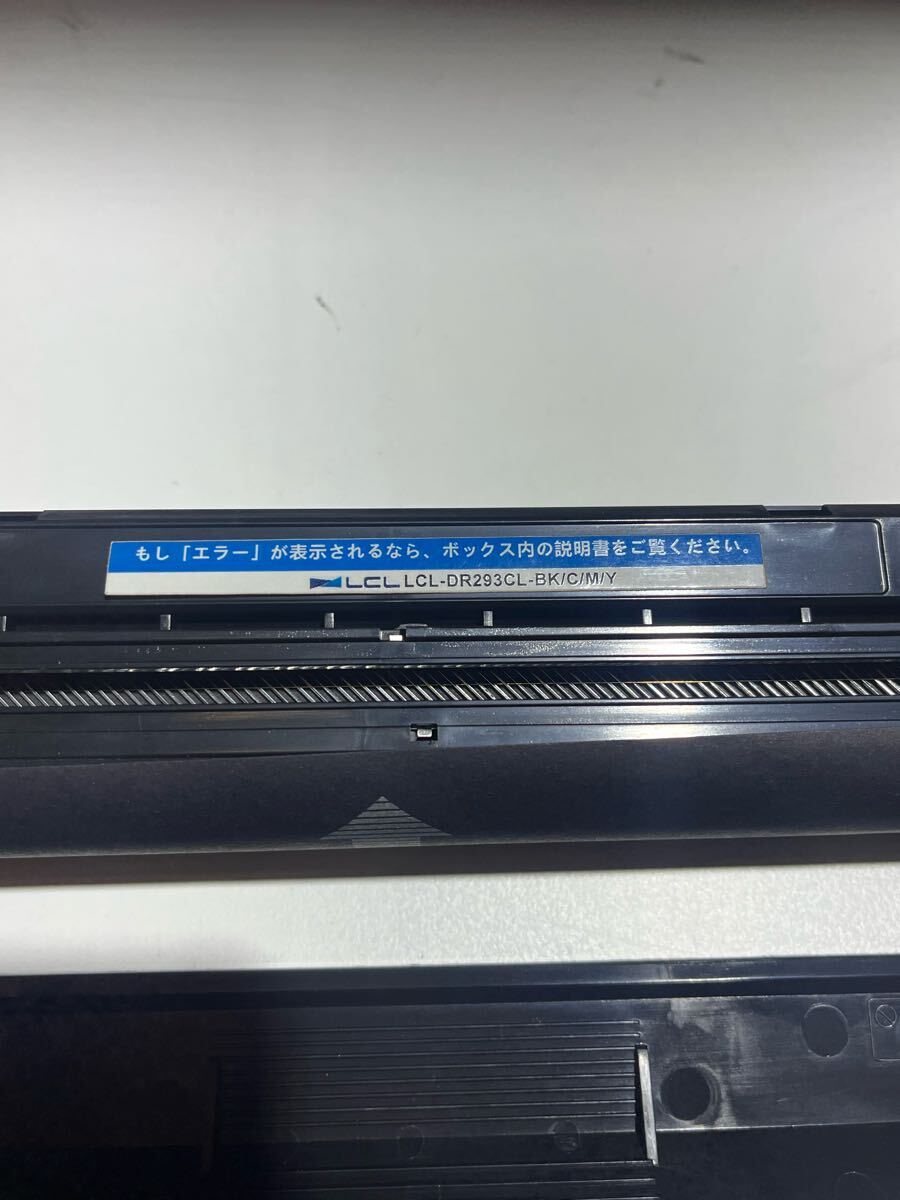 もし「エラー」が表示されるなら、ボックス内の説明書をご覧ください。
LCL LCL-DR293CL-BK/C/M/Y